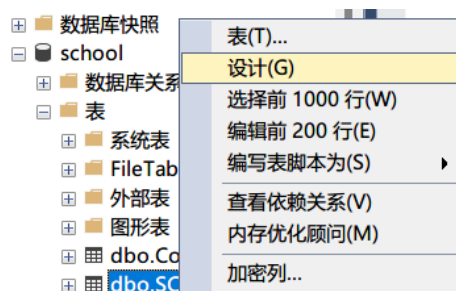 数据库快照
school
数据库关系
表
系统表
FileTab
外部表
图形表
dbo.Co
dbo.SC
表(T)...
设计(G)
选择前 1000 行(W)
编辑前 200 行(E)
编写表脚本为(S)
查看依赖关系(V)
内存优化顾问(M)
加密列...